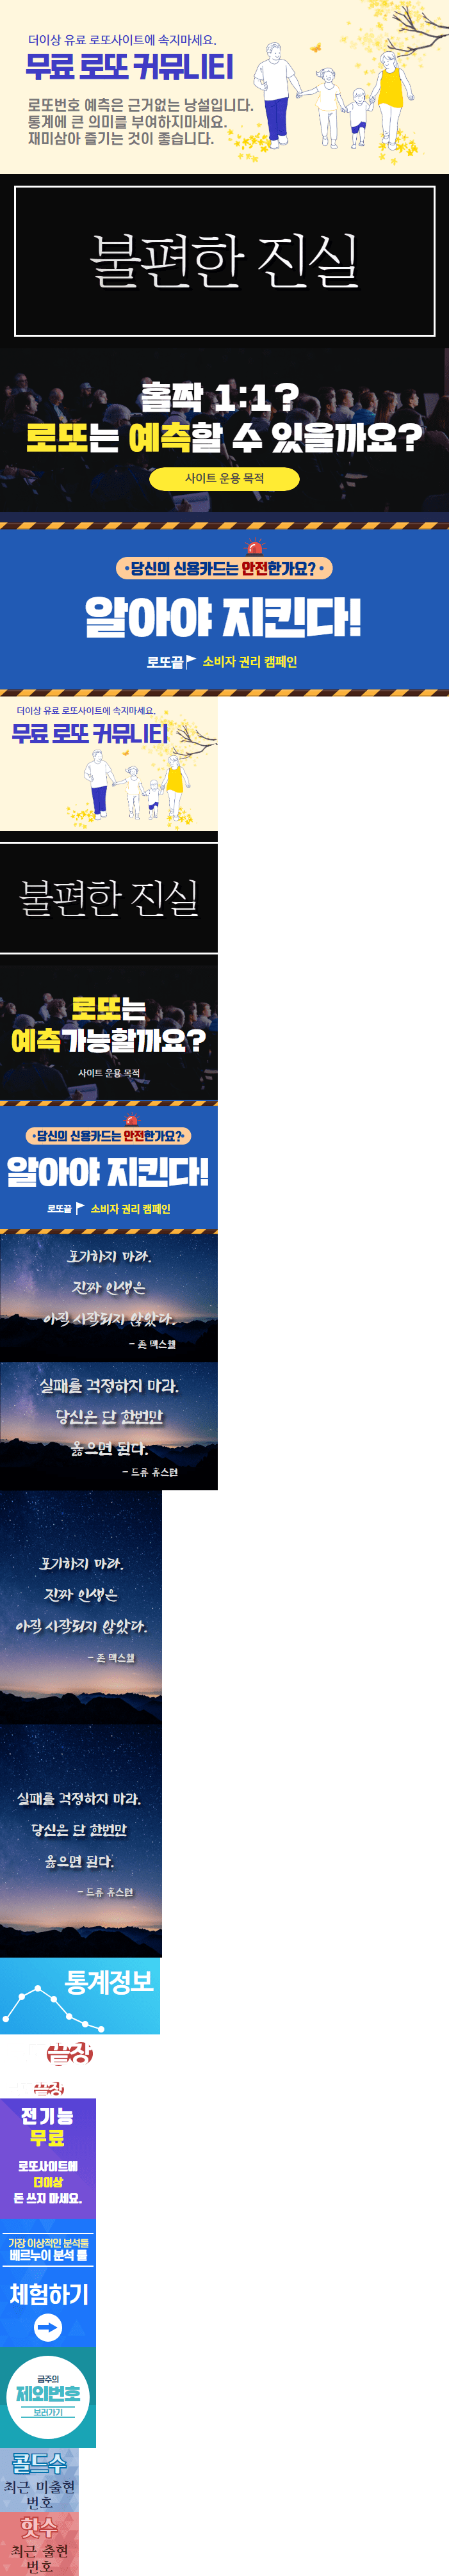 더이상 유료 로또사이트에 속지마세요.
무료 로또 커뮤니티
로또번호 예측은 근거없는 낭설입니다.
통계에 큰 의미를 부여하지마세요.
재미삼아 즐기는 것이 좋습니다.
불편한 진실
홀짝 1:1?
로또는 예측할 수 있을까요?
사이트 운용 목적
•당신의 신용카드는 안전한가요?•
알아야 지킨다!
로또끝 소비자 권리 캠페인
더이상 유료 로또사이트에 속지마세요.
무료 로또 커뮤니티
불편한 진실
로또는
예측가능할까요?
사이트 운용 목적
•당신의 신용카드는 안전한가요?•
알아야 지킨다!
로또끝 소비자 권리 캠페인
포기하지 마라.
진짜 인생은
아직 시작되지 않았다.
- 존 맥스웰
실패를 걱정하지 마라.
당신은 단 한번만
옳으면 된다.
- 드류 휴스턴
포기하지 마라.
진짜 인생은
아직 시작되지 않았다.
- 존 맥스웰
실패를 걱정하지 마라.
당신은 단 한번만
옳으면 된다.
- 드류 휴스턴
통계정보
끝장
끝장
전기능
무료
로또사이트에
더이상
돈 쓰지 마세요.
가장 이상적인 분석툴
베르누이 분석 툴
체험하기
금주의
제외번호
보러가기
콜드수
최근 미출현
번호
핫수
최근 출현
번호